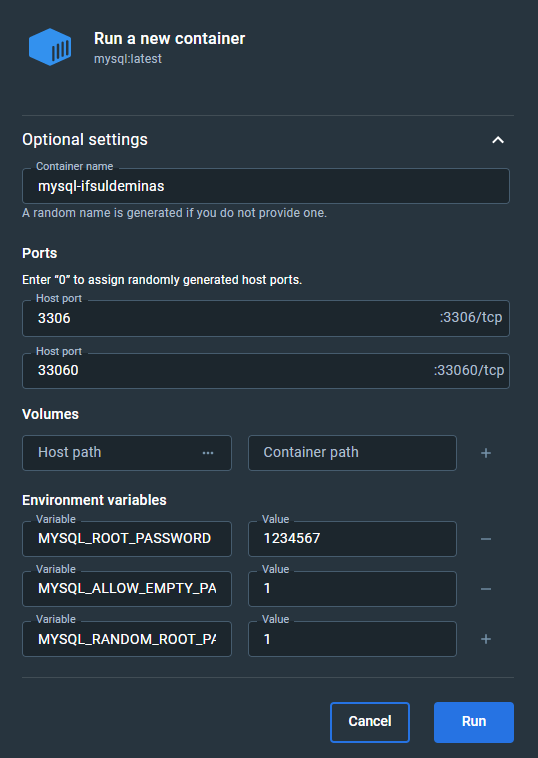 Run a new container
mysql:latest
Optional settings
Container name
mysql-ifsuldeminas
A random name is generated if you do not provide one.
Ports
Enter “0” to assign randomly generated host ports.
Host port
3306 :3306/tcp
Host port
33060 :33060/tcp
Volumes
Host path ··· Container path +
Environment variables
Variable Value
MYSQL_ROOT_PASSWORD 1234567 −
Variable Value
MYSQL_ALLOW_EMPTY_PA 1 −
Variable Value
MYSQL_RANDOM_ROOT_PA 1 +
Cancel Run